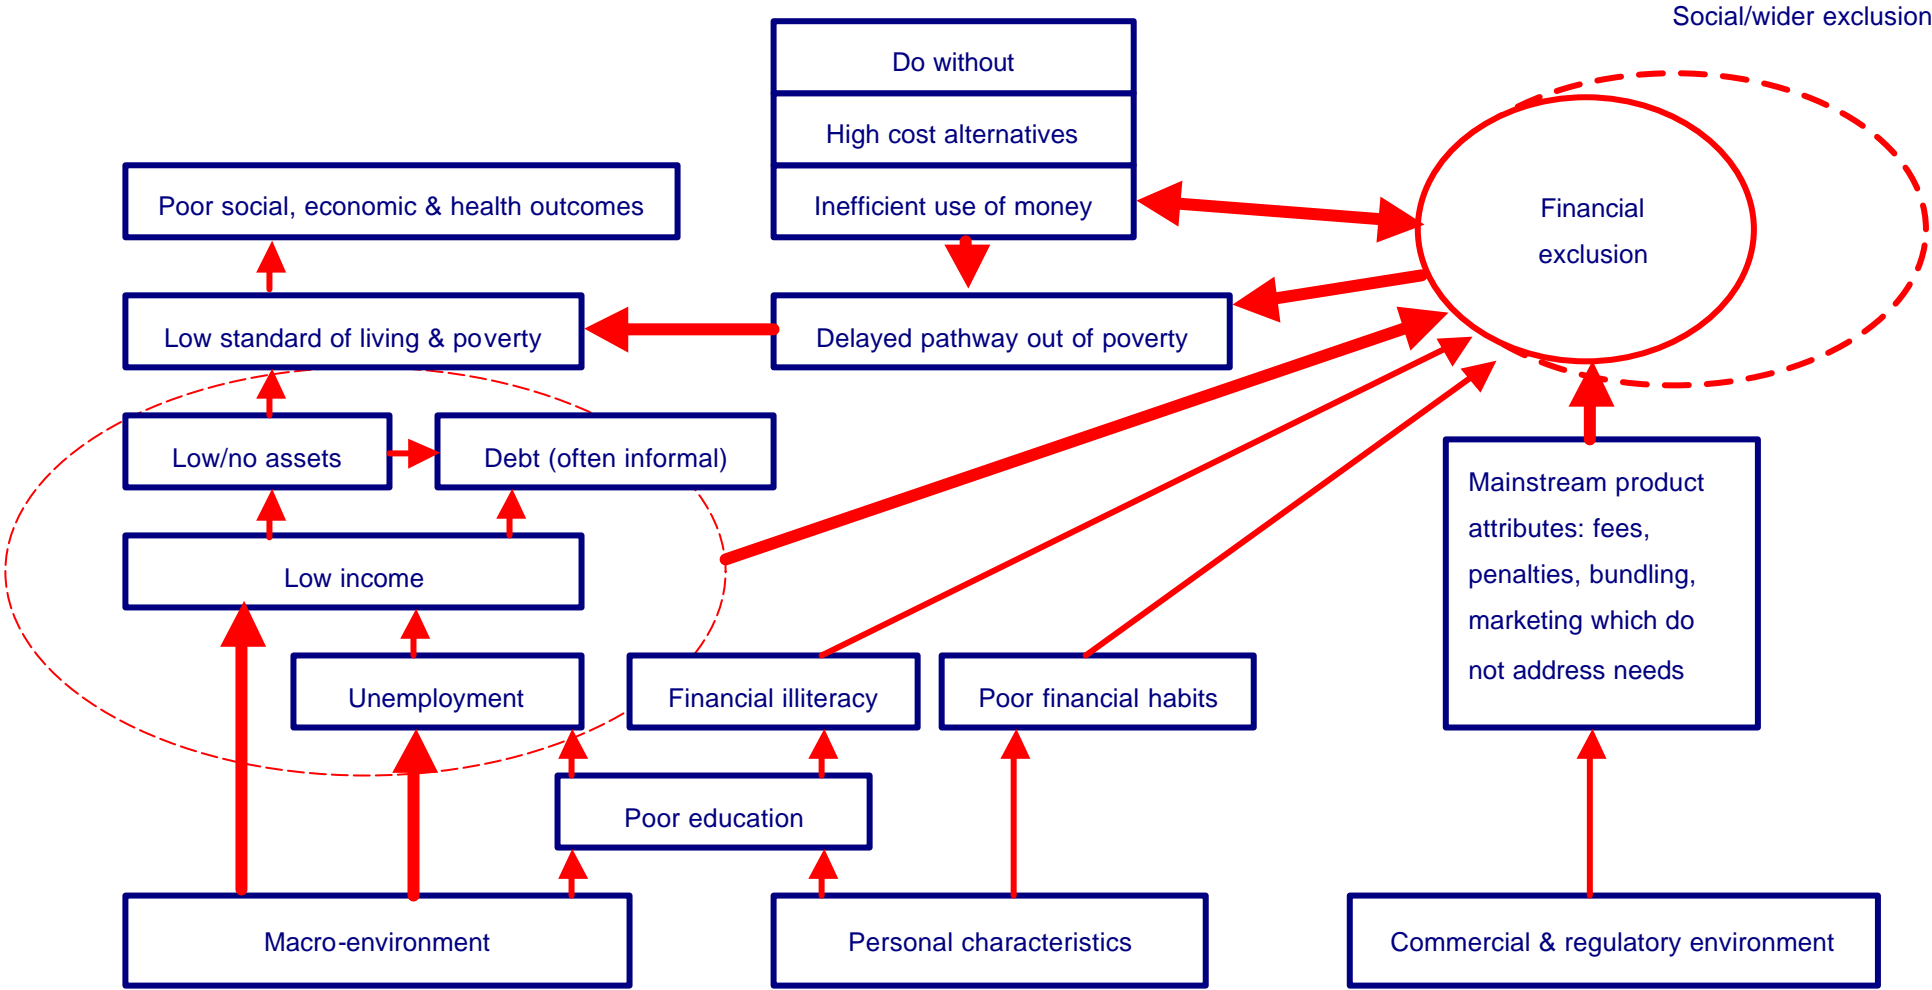 Social/wider exclusion
Do without
High cost alternatives
Inefficient use of money
Poor social, economic & health outcomes
Financial
exclusion
Low standard of living & poverty
Delayed pathway out of poverty
Low/no assets
Debt (often informal)
Mainstream product
attributes: fees,
penalties, bundling,
marketing which do
not address needs
Low income
Unemployment
Financial illiteracy
Poor financial habits
Poor education
Macro-environment
Personal characteristics
Commercial & regulatory environment